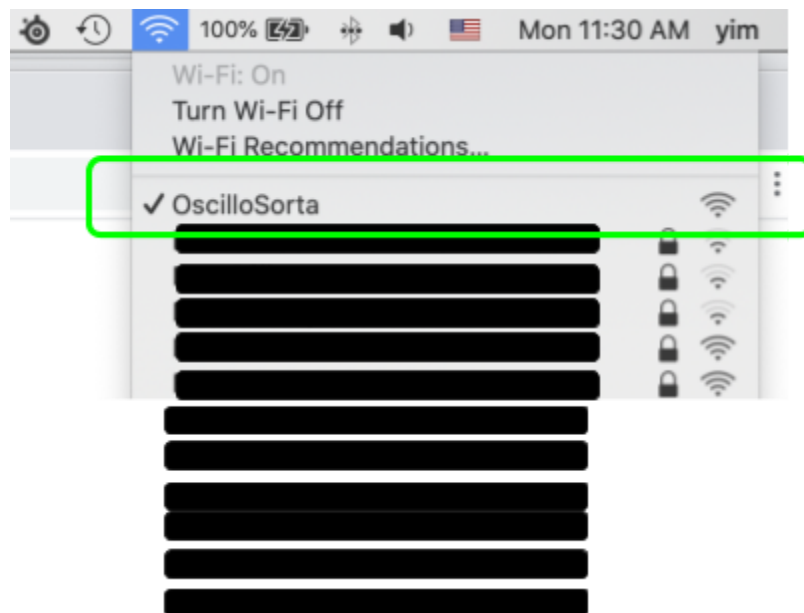 100% Mon 11:30 AM yim
Wi-Fi: On
Turn Wi-Fi Off
Wi-Fi Recommendations...
✓ OscilloSorta